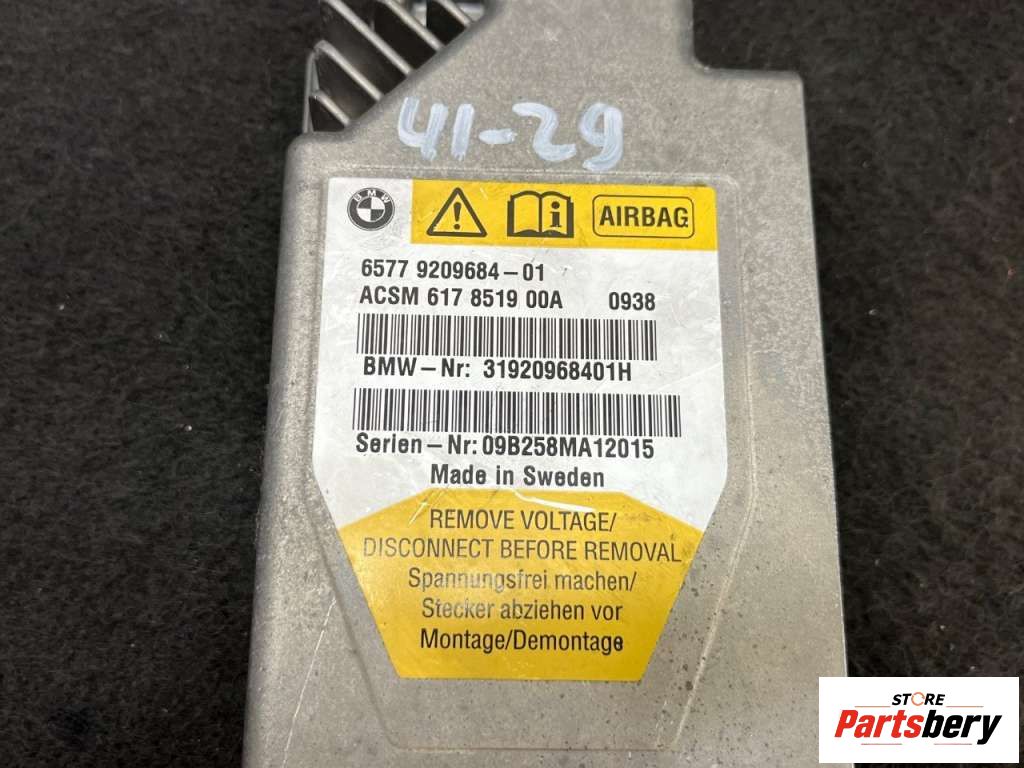 41-29
BMW
AIRBAG
6577 9209684-01
ACSM 617 8519 00A 0938
BMW-Nr: 31920968401H
Serien-Nr: 09B258MA12015
Made in Sweden
REMOVE VOLTAGE/
DISCONNECT BEFORE REMOVAL
Spannungsfrei machen/
Stecker abziehen vor
Montage/Demontage
STORE
Partsbery